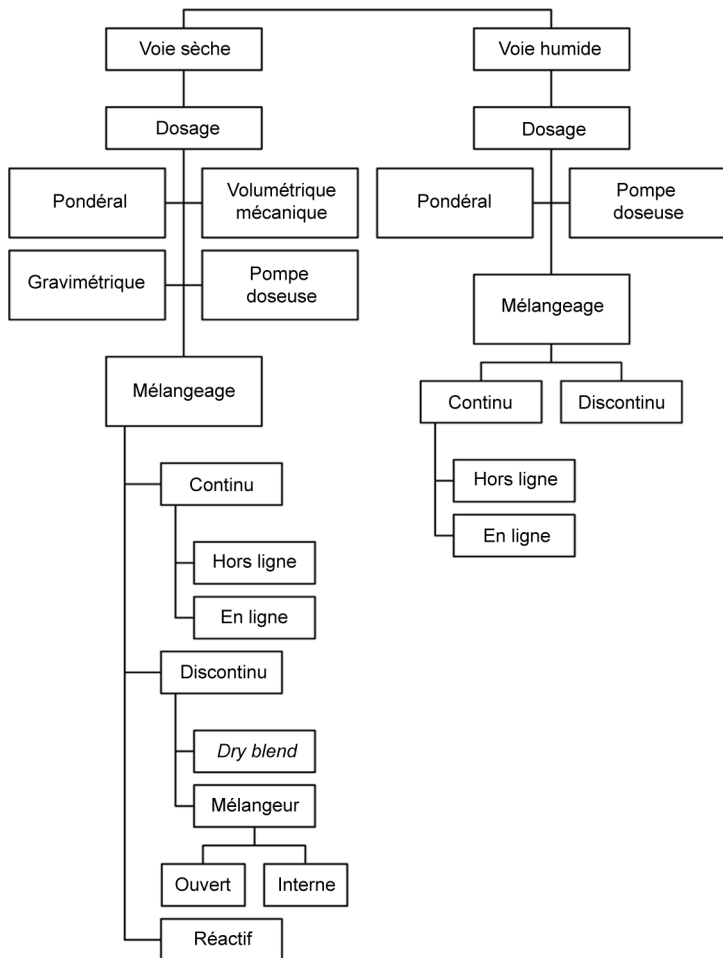 Voie sèche
Dosage
Pondéral
Volumétrique
mécanique
Gravimétrique
Pompe
doseuse
Mélangeage
Continu
Hors ligne
En ligne
Discontinu
Dry blend
Mélangeur
Ouvert
Interne
Réactif
Voie humide
Dosage
Pondéral
Pompe
doseuse
Mélangeage
Continu
Discontinu
Hors ligne
En ligne